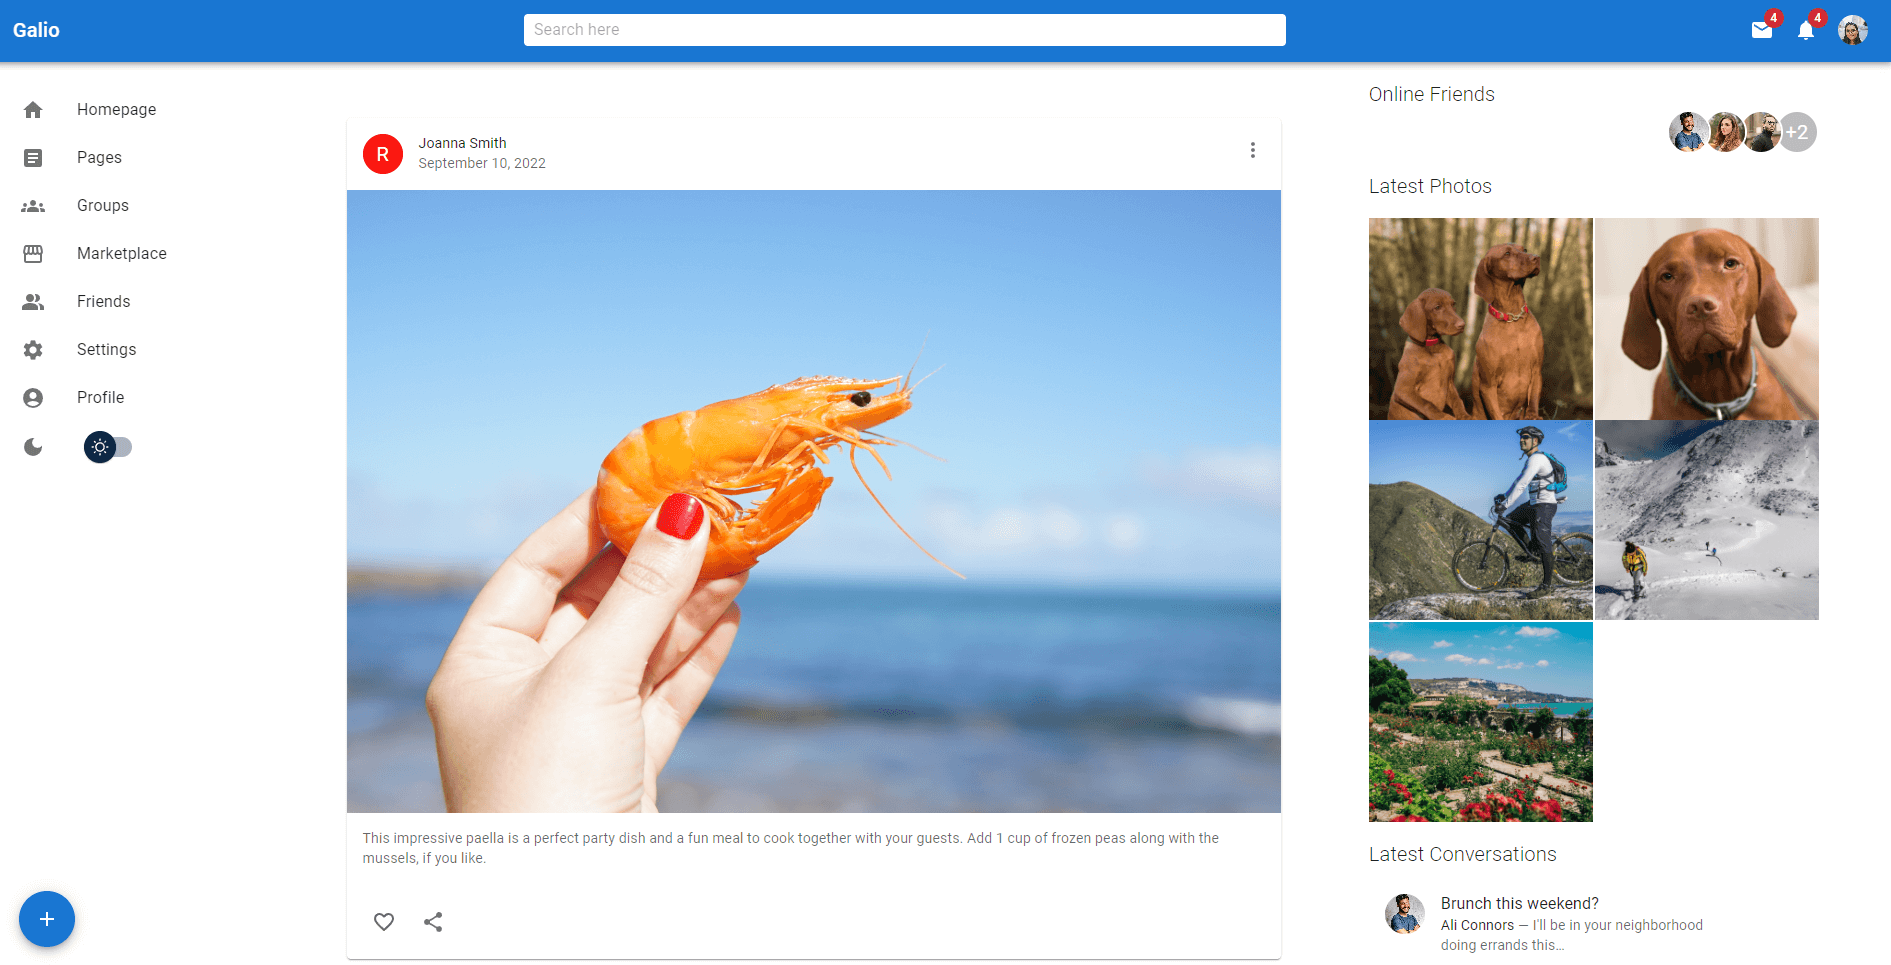 Galio
Search here
4
4
Homepage
Pages
Groups
Marketplace
Friends
Settings
Profile
R
Joanna Smith
September 10, 2022
This impressive paella is a perfect party dish and a fun meal to cook together with your guests. Add 1 cup of frozen peas along with the
mussels, if you like.
Online Friends
+2
Latest Photos
Latest Conversations
Brunch this weekend?
Ali Connors — I'll be in your neighborhood
doing errands this…